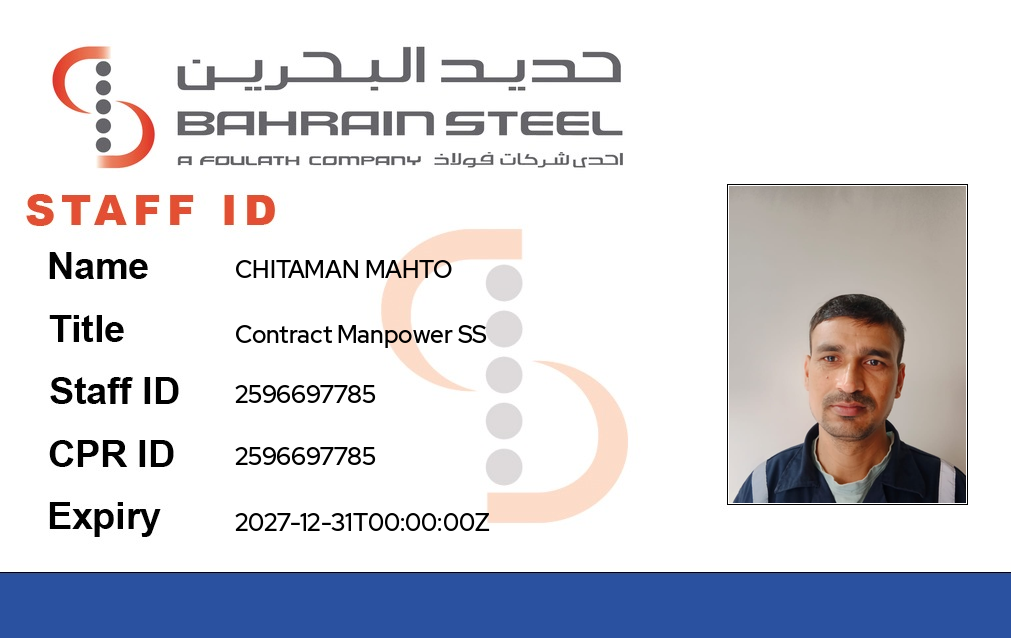 حديد البحرين
BAHRAIN STEEL
A FOULATH COMPANY احدى شركات فولاذ
STAFF ID
Name CHITAMAN MAHTO
Title Contract Manpower SS
Staff ID 2596697785
CPR ID 2596697785
Expiry 2027-12-31T00:00:00Z